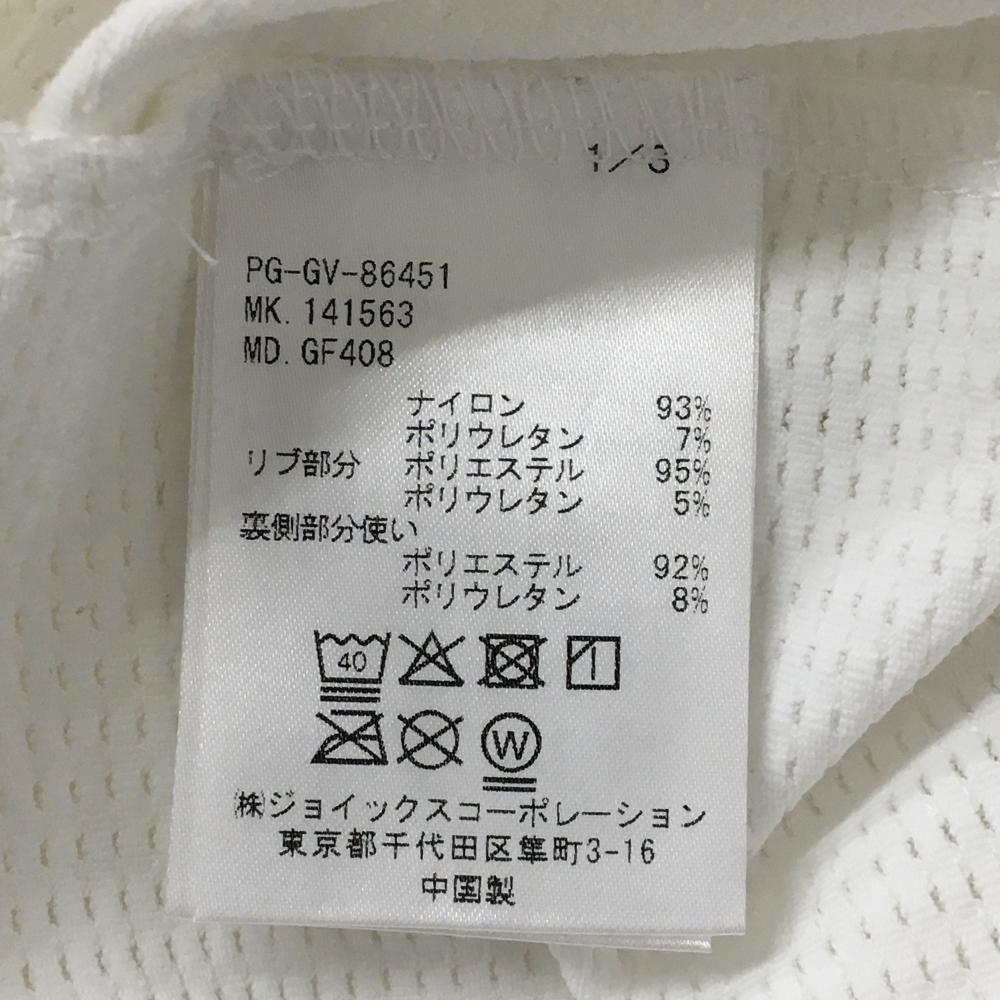 1/3
PG-GV-86451
MK. 141563
MD. GF408
ナイロン 93%
ポリウレタン 7%
リブ部分 ポリエステル 95%
ポリウレタン 5%
裏側部分使い
ポリエステル 92%
ポリウレタン 8%
40
W
㈱ジョイックスコーポレーション
東京都千代田区隼町3-16
中国製